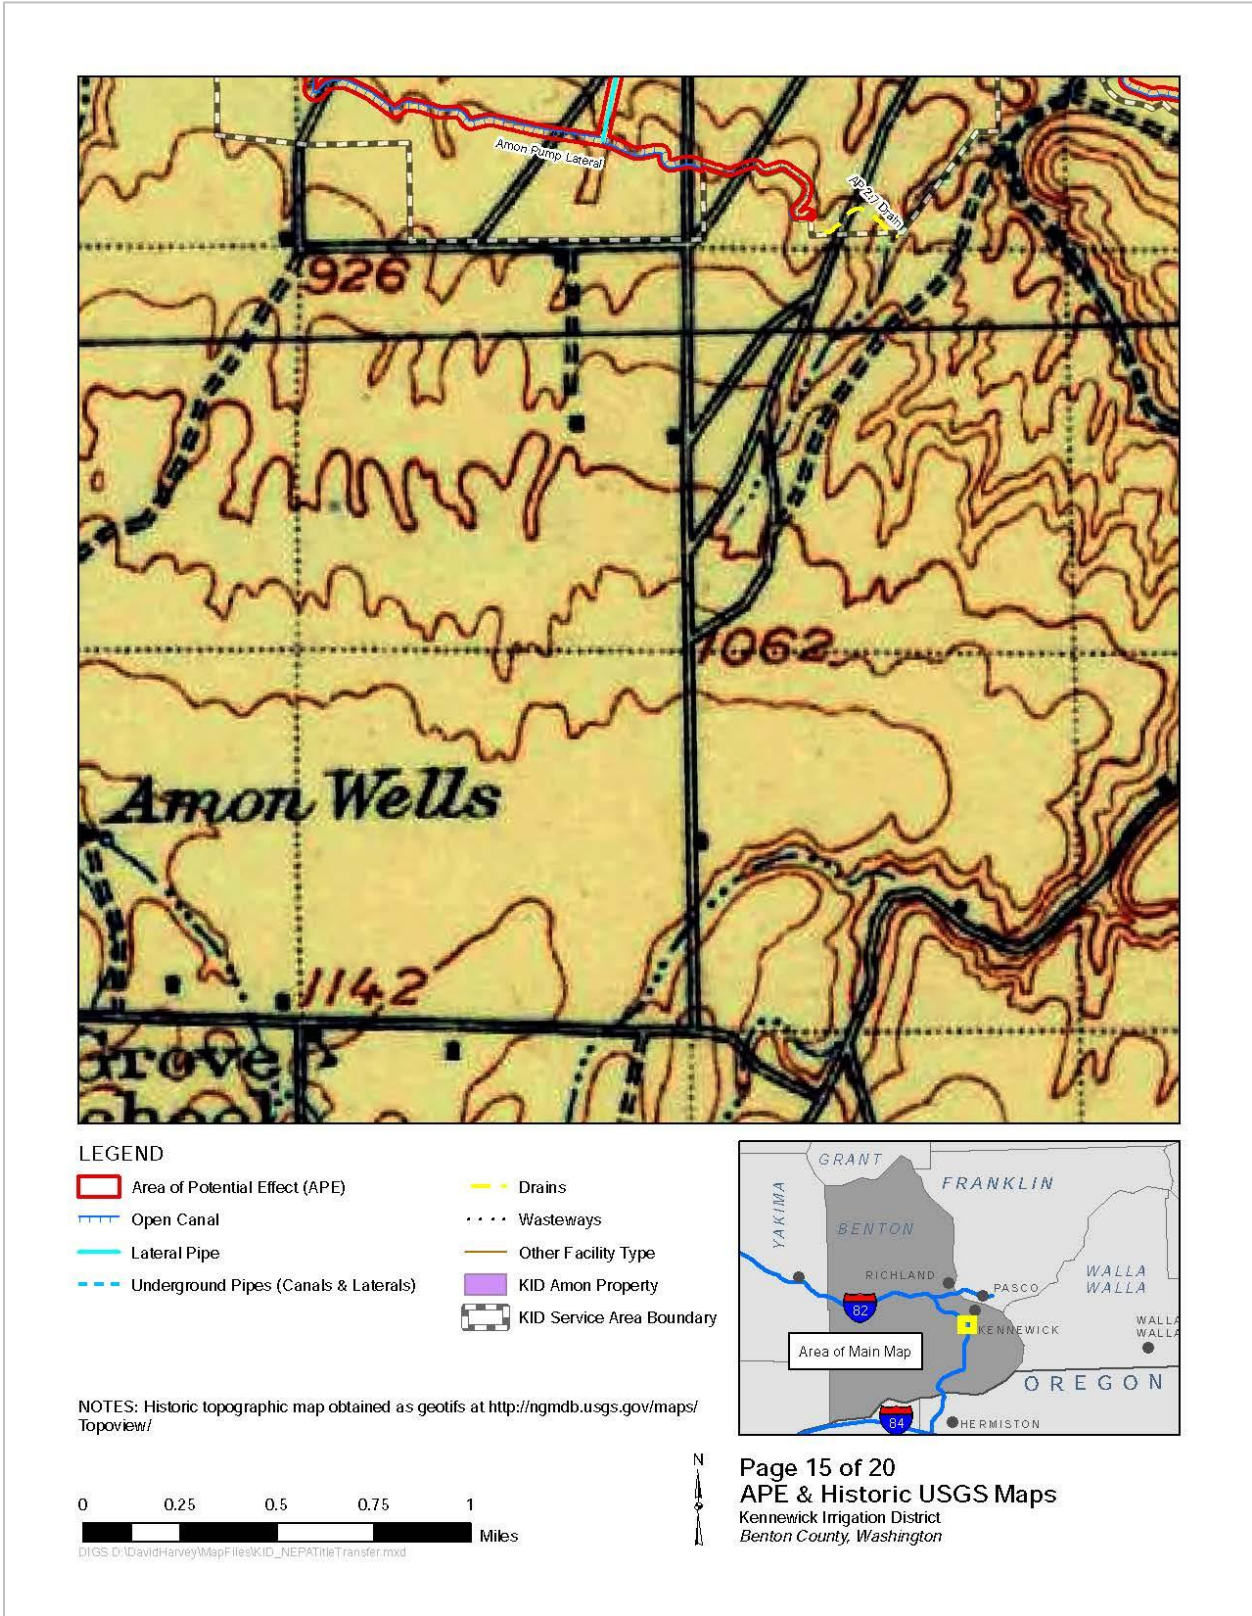 Amon Pump Lateral
AP 2.7 Drain
926
1062
Amon Wells
1142
LEGEND
Area of Potential Effect (APE)
Open Canal
Lateral Pipe
Underground Pipes (Canals & Laterals)
Drains
Wasteways
Other Facility Type
KID Amon Property
KID Service Area Boundary
GRANT
FRANKLIN
YAKIMA
BENTON
RICHLAND
PASCO
WALLA
WALLA
82
KENNEWICK
WALLA
WALLA
Area of Main Map
OREGON
84
HERMISTON
NOTES: Historic topographic map obtained as geotifs at http://ngmdb.usgs.gov/maps/
Topoview/
N
0 0.25 0.5 0.75 1
Miles
DIGS D:\DavidHarvey\MapFiles\KID_NEPATitleTransfer.mxd
Page 15 of 20
APE & Historic USGS Maps
Kennewick Irrigation District
Benton County, Washington